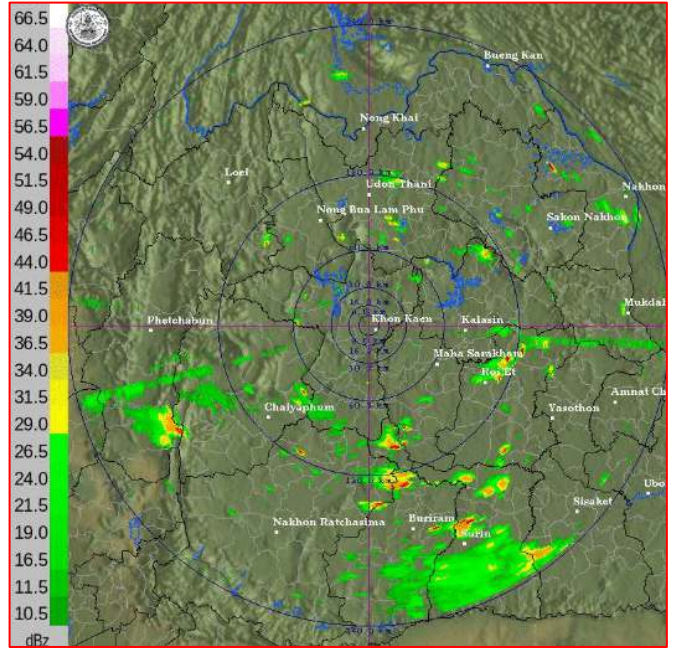 66.5
64.0
61.5
59.0
56.5
54.0
51.5
49.0
46.5
44.0
41.5
39.0
36.5
34.0
31.5
29.0
26.5
24.0
21.5
19.0
16.5
14.0
11.5
10.5
dBz
Bueng Kan
Nong Khai
Loei
Udon Thani
Nakhon
Nong Bua Lam Phu
Sakon Nakhon
Mukdah
Phetchabun
Khon Kaen
Kalasin
Maha Sarakham
Roi Et
Amnat Ch
Chaiyaphum
Yasothon
Sisaket
Ubo
Nakhon Ratchasima
Buriram
Surin